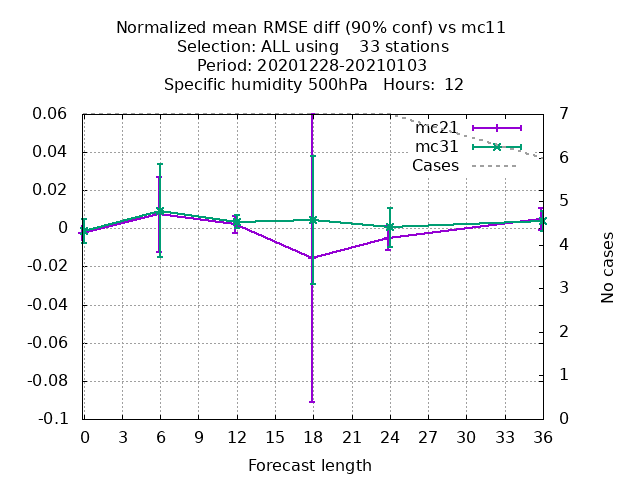 Normalized mean RMSE diff (90% conf) vs mc11
Selection: ALL using    33 stations
Period: 20201228-20210103
Specific humidity 500hPa   Hours:  12
0.06
0.04
0.02
0
-0.02
-0.04
-0.06
-0.08
-0.1
mc21
mc31
Cases
7
6
5
4
3
2
1
0
No cases
0 3 6 9 12 15 18 21 24 27 30 33 36
Forecast length